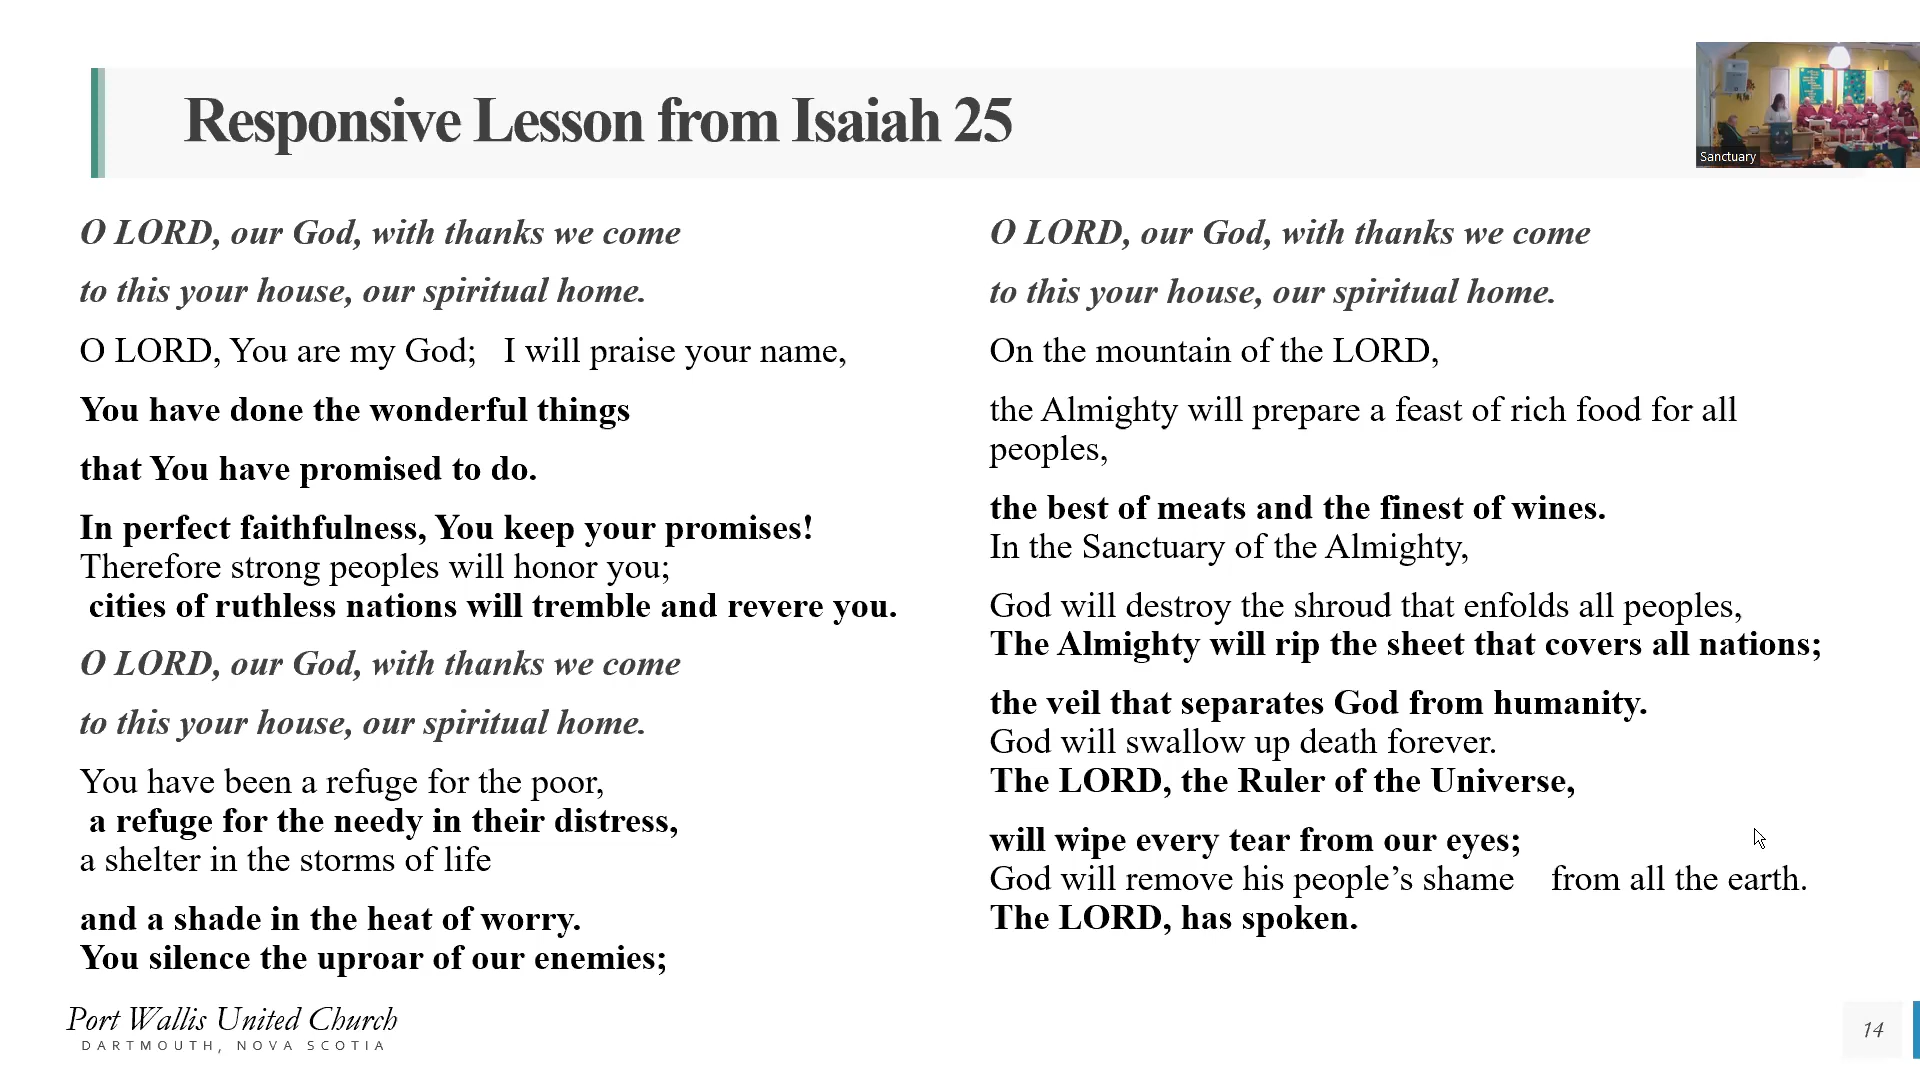 Responsive Lesson from Isaiah 25
Sanctuary
O LORD, our God, with thanks we come
to this your house, our spiritual home.
O LORD, You are my God;   I will praise your name,
You have done the wonderful things
that You have promised to do.
In perfect faithfulness, You keep your promises!
Therefore strong peoples will honor you;
cities of ruthless nations will tremble and revere you.
O LORD, our God, with thanks we come
to this your house, our spiritual home.
You have been a refuge for the poor,
a refuge for the needy in their distress,
a shelter in the storms of life
and a shade in the heat of worry.
You silence the uproar of our enemies;
O LORD, our God, with thanks we come
to this your house, our spiritual home.
On the mountain of the LORD,
the Almighty will prepare a feast of rich food for all
peoples,
the best of meats and the finest of wines.
In the Sanctuary of the Almighty,
God will destroy the shroud that enfolds all peoples,
The Almighty will rip the sheet that covers all nations;
the veil that separates God from humanity.
God will swallow up death forever.
The LORD, the Ruler of the Universe,
will wipe every tear from our eyes;
God will remove his people’s shame    from all the earth.
The LORD, has spoken.
Port Wallis United Church
DARTMOUTH, NOVA SCOTIA
14